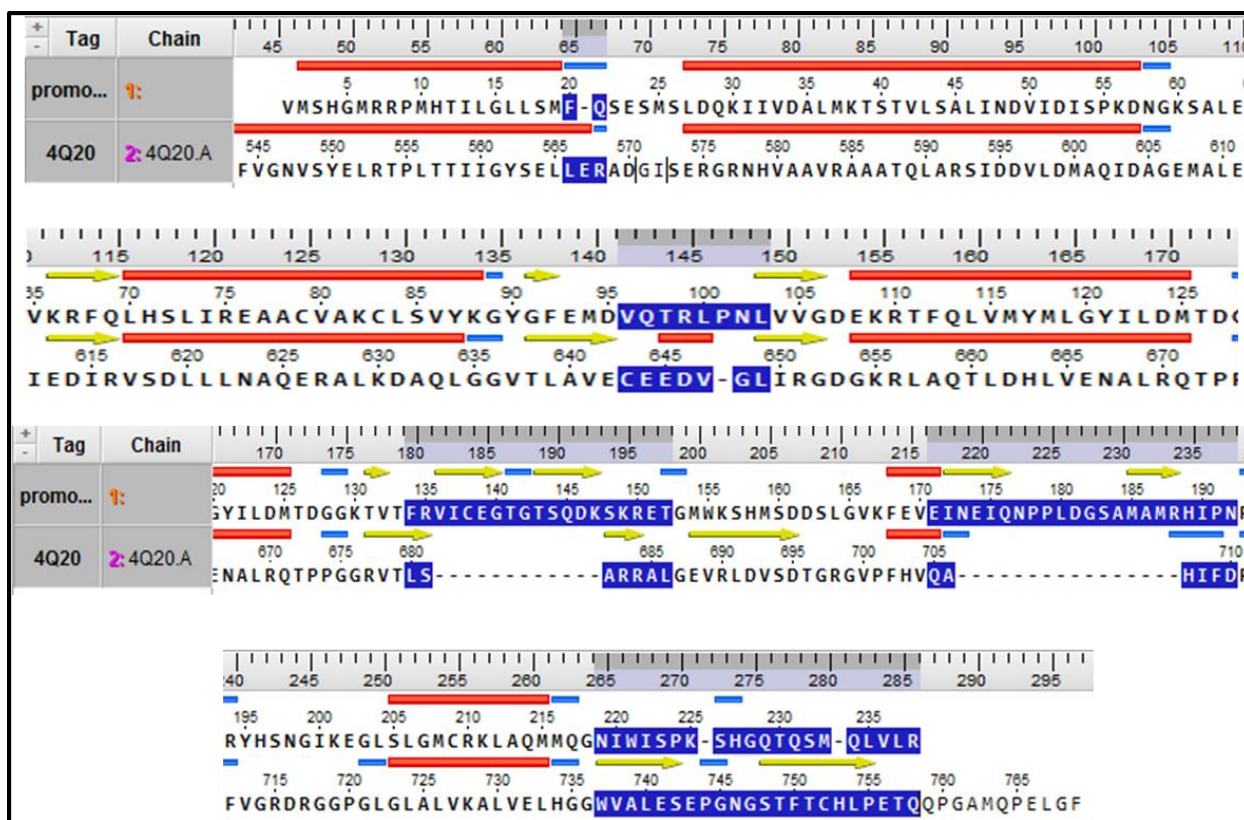 + - Tag Chain 45 50 55 60 65 70 75 80 85 90 95 100 105 110
5 10 15 20 25 30 35 40 45 50 55 60
promo... 1: VMSHGMRRPMHTILGLLSMF-QSESMSLDQKIIVDALMKTSTVLSALINDVIDISPKDNGKSALE
545 550 555 560 565 570 575 580 585 590 595 600 605 610
4Q20 2: 4Q20.A FVGNVSYELRTPLTTIIGYSELLERADGISERGRNHVAAVRAAATQLARSIDDVLDMAQIDAGEMALE
115 120 125 130 135 140 145 150 155 160 165 170
65 70 75 80 85 90 95 100 105 110 115 120 125
VKRFQLHSLIREAACVAKCLSVYKGYGFEMDVQTRLPNLVVGDEKRTFQLVMYMLGYILDMTDG
615 620 625 630 635 640 645 650 655 660 665 670
IEDIRVSDLLLNAQERALKDAQLGGVTLAVECEEDV-GLIRGDGKRLAQTLDHLVENALRQTPP
+ - Tag Chain 170 175 180 185 190 195 200 205 210 215 220 225 230 235
20 125 130 135 140 145 150 155 160 165 170 175 180 185 190
promo... 1: GYILDMTDGGKTVTFRVICEGTGTSQDKSKRETGMWKSHMSDDSLGVKFEVEINEIQNPPLDGSAMAMRHIPNR
670 675 680 685 690 695 700 705 710
4Q20 2: 4Q20.A ENALRQTPPGGRVTLS------------ARRALGEVRLDVSDTGRGVPFHVQA----------------HIFDR
240 245 250 255 260 265 270 275 280 285 290 295
195 200 205 210 215 220 225 230 235
RYHSNGIKEGLSLGMCRKLAQMMQGNIWISPK-SHGQTQSM-QLVLR
715 720 725 730 735 740 745 750 755 760 765
FVGRDRGGPGLGLALVKALVELHGGWVALESEPGNGSTFTCHLPETQQPGAMQPELGF